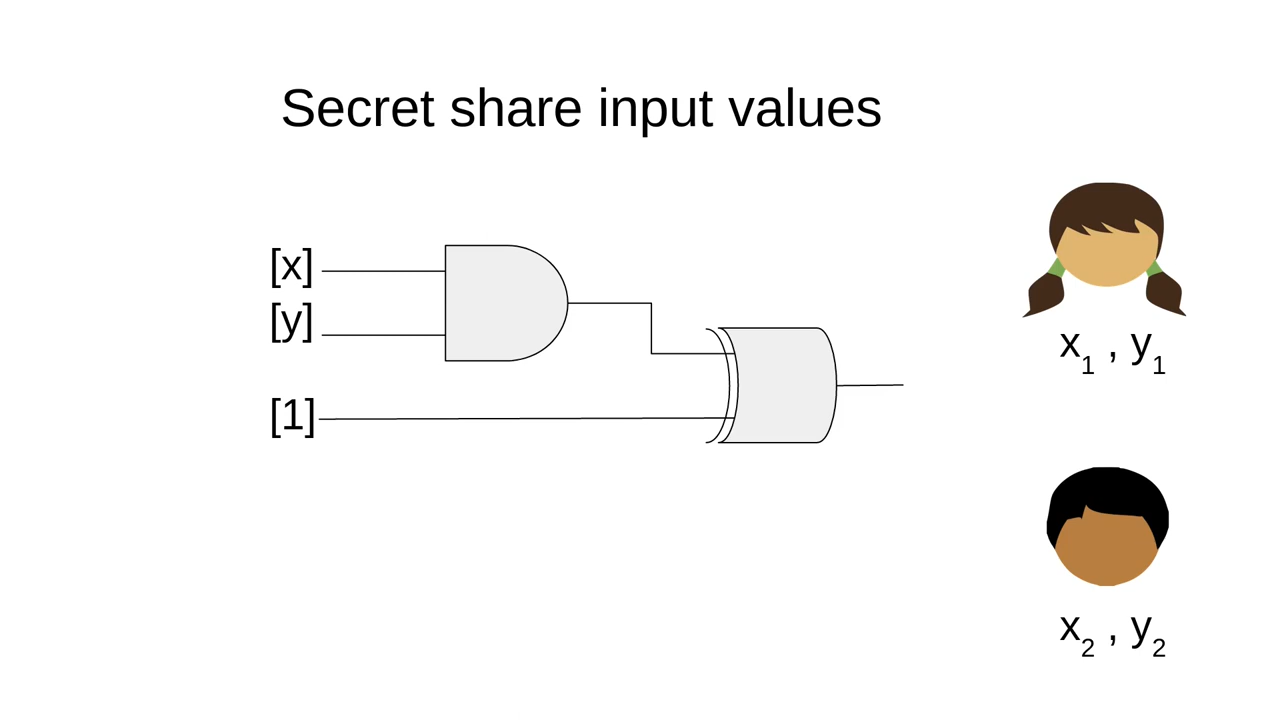 Secret share input values
[x]
[y]
[1]
x₁ , y₁
x₂ , y₂